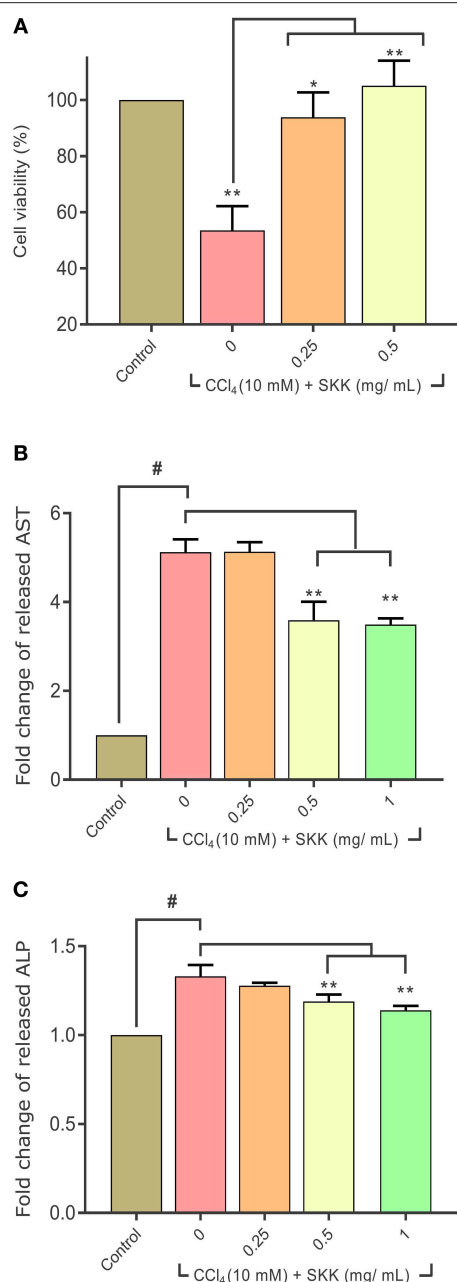 A
Cell viability (%)
100
80
60
40
20
**
*
**
Control
0
0.25
0.5
CCl₄(10 mM) + SKK (mg/ mL)
B
Fold change of released AST
6
4
2
0
#
**
**
Control
0
0.25
0.5
1
CCl₄(10 mM) + SKK (mg/ mL)
C
Fold change of released ALP
1.5
1.0
0.5
0.0
#
**
**
Control
0
0.25
0.5
1
CCl₄(10 mM) + SKK (mg/ mL)